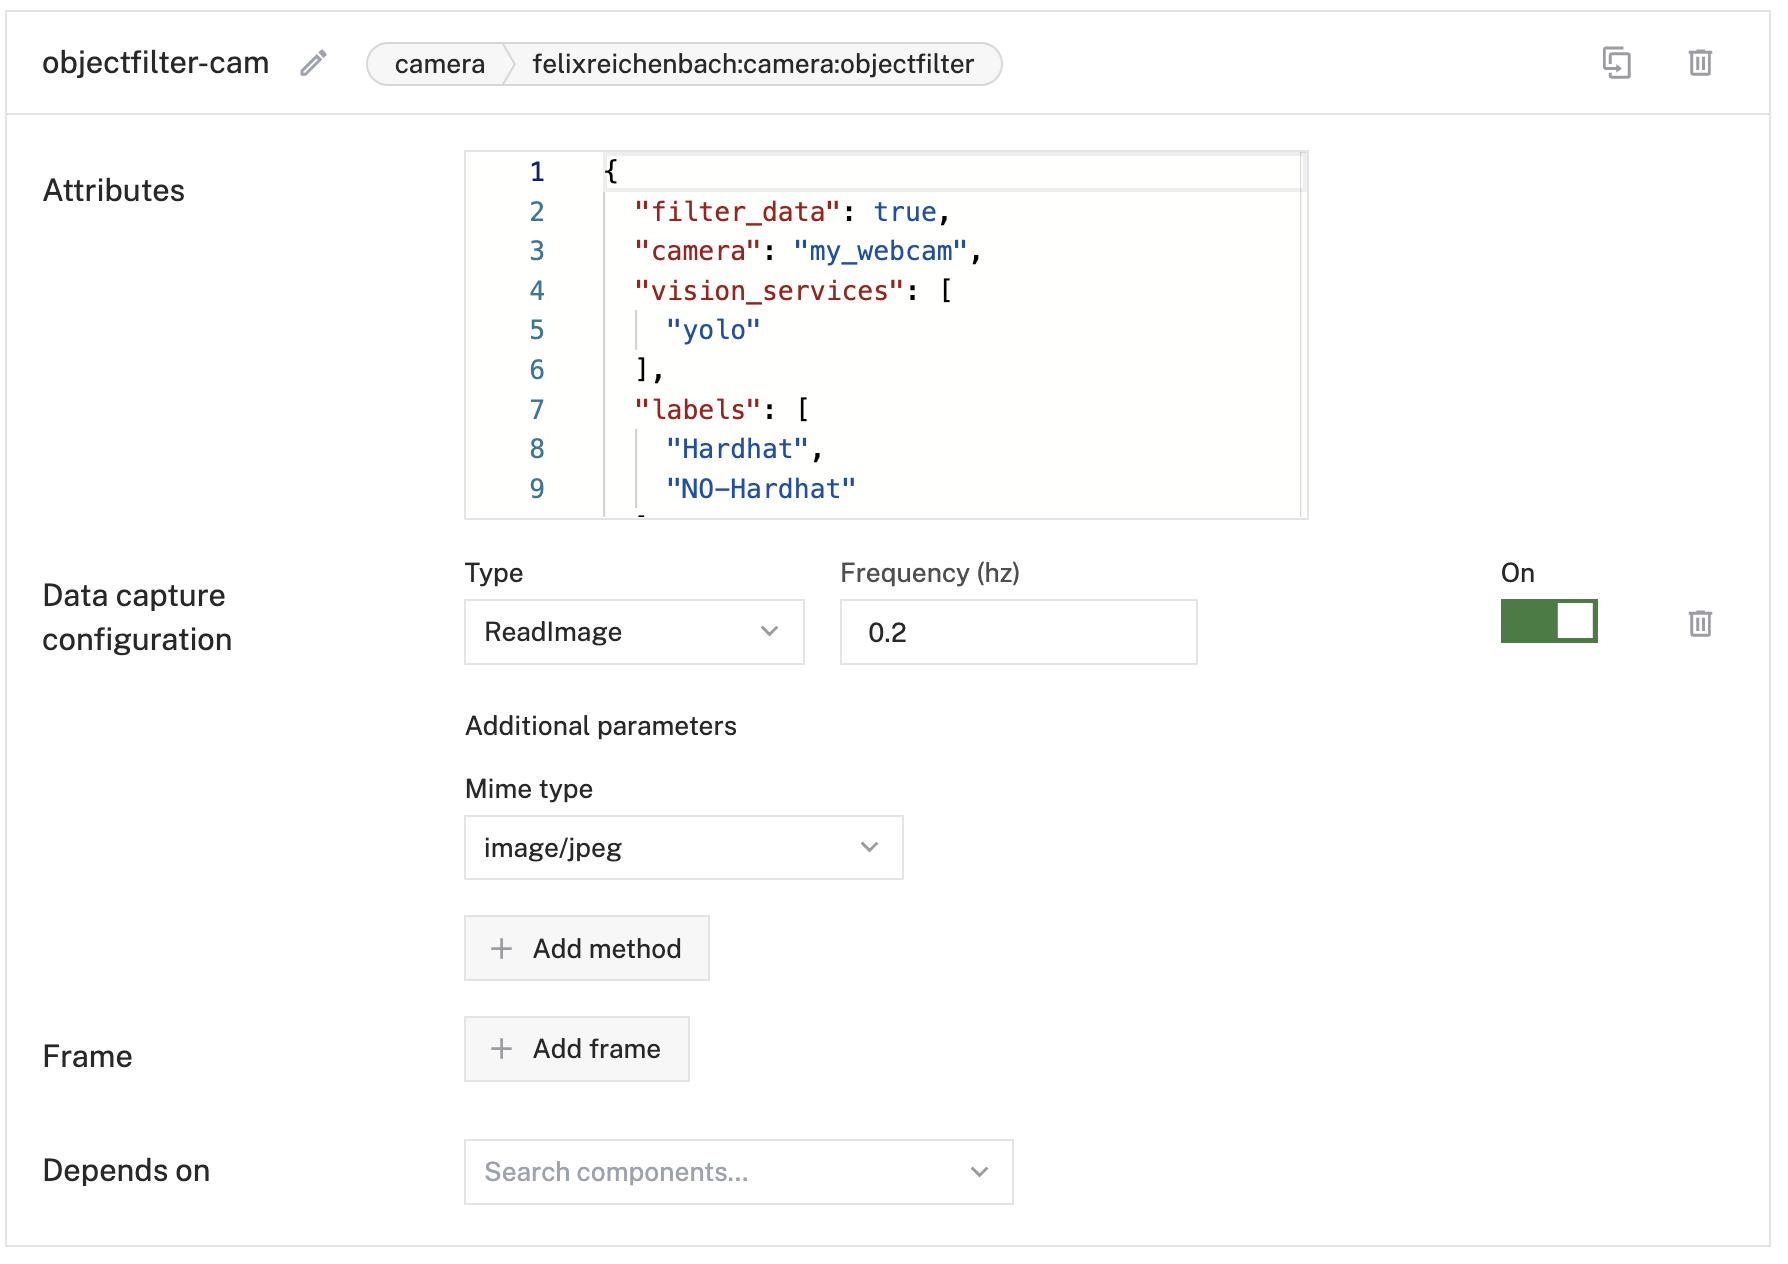 objectfilter-cam
camera felixreichenbach:camera:objectfilter
Attributes
1 {
2 "filter_data": true,
3 "camera": "my_webcam",
4 "vision_services": [
5 "yolo"
6 ],
7 "labels": [
8 "Hardhat",
9 "NO-Hardhat"
Data capture
configuration
Type
ReadImage
Frequency (hz)
0.2
On
Additional parameters
Mime type
image/jpeg
+ Add method
Frame
+ Add frame
Depends on
Search components...